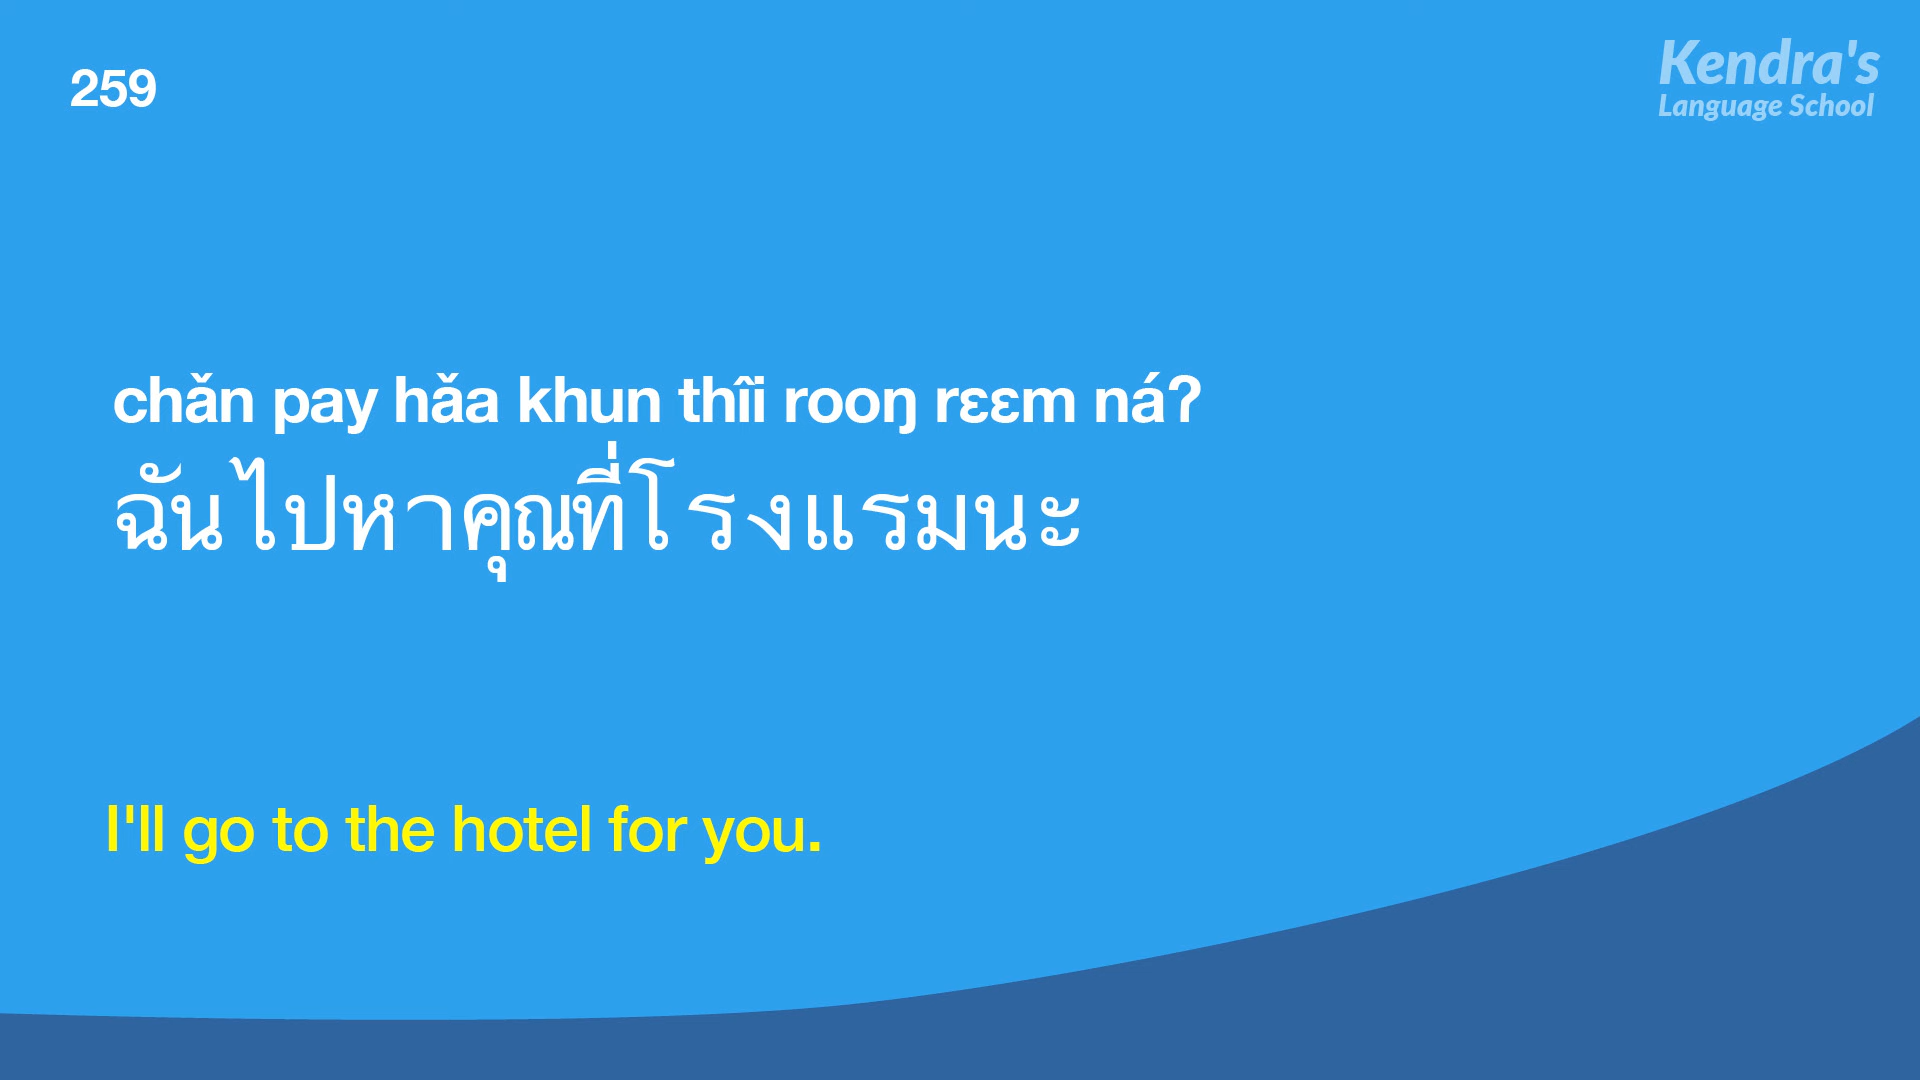 259
Kendra's
Language School
chǎn pay hǎa khun thîi rooŋ rɛɛm náʔ
ฉันไปหาคุณที่โรงแรมนะ
I'll go to the hotel for you.